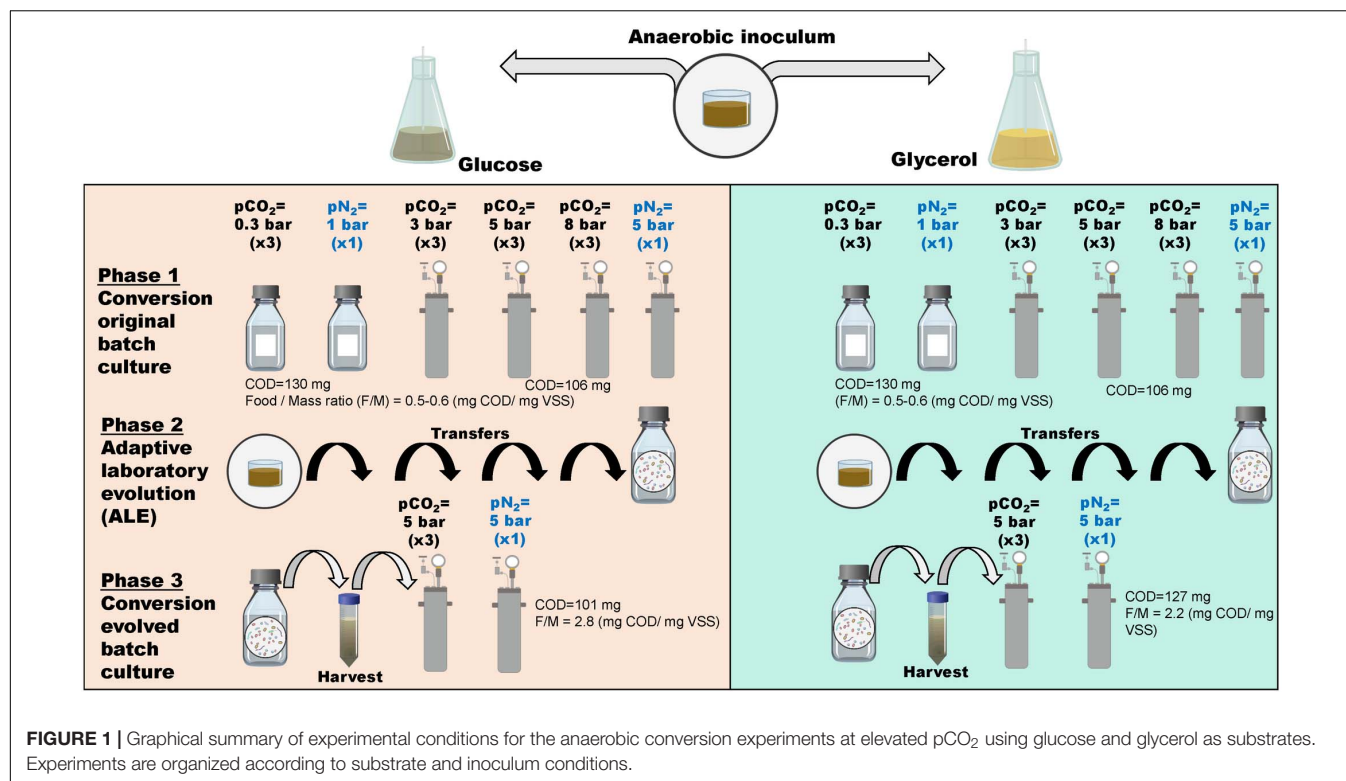 Anaerobic inoculum
Glucose
Glycerol
pCO₂= 0.3 bar (x3)
pN₂= 1 bar (x1)
pCO₂= 3 bar (x3)
pCO₂= 5 bar (x3)
pCO₂= 8 bar (x3)
pN₂= 5 bar (x1)
Phase 1
Conversion
original
batch
culture
COD=130 mg
COD=106 mg
Food / Mass ratio (F/M) = 0.5-0.6 (mg COD/ mg VSS)
Phase 2
Adaptive
laboratory
evolution
(ALE)
Transfers
pCO₂= 5 bar (x3)
pN₂= 5 bar (x1)
Phase 3
Conversion
evolved
batch
culture
COD=101 mg
F/M = 2.8 (mg COD/ mg VSS)
Harvest
pCO₂= 0.3 bar (x3)
pN₂= 1 bar (x1)
pCO₂= 3 bar (x3)
pCO₂= 5 bar (x3)
pCO₂= 8 bar (x3)
pN₂= 5 bar (x1)
COD=130 mg
COD=106 mg
(F/M) = 0.5-0.6 (mg COD/ mg VSS)
Transfers
pCO₂= 5 bar (x3)
pN₂= 5 bar (x1)
COD=127 mg
F/M = 2.2 (mg COD/ mg
VSS)
Harvest
FIGURE 1 | Graphical summary of experimental conditions for the anaerobic conversion experiments at elevated pCO₂ using glucose and glycerol as substrates.
Experiments are organized according to substrate and inoculum conditions.